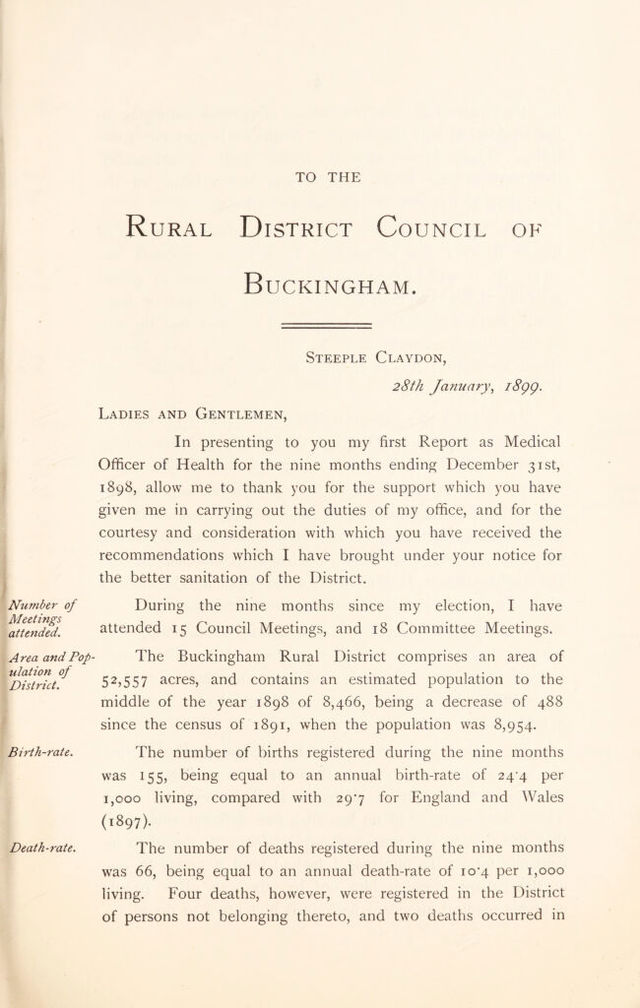 TO THE
RURAL DISTRICT COUNCIL OF
BUCKINGHAM.
STEEPLE CLAYDON,
28th January, 1899.
LADIES AND GENTLEMEN,
In presenting to you my first Report as Medical
Officer of Health for the nine months ending December 31st,
1898, allow me to thank you for the support which you have
given me in carrying out the duties of my office, and for the
courtesy and consideration with which you have received the
recommendations which I have brought under your notice for
the better sanitation of the District.
Number of
Meetings
attended.
During the nine months since my election, I have
attended 15 Council Meetings, and 18 Committee Meetings.
Area and Pop-
ulation of
District.
The Buckingham Rural District comprises an area of
52,557 acres, and contains an estimated population to the
middle of the year 1898 of 8,466, being a decrease of 488
since the census of 1891, when the population was 8,954.
Birth-rate.
The number of births registered during the nine months
was 155, being equal to an annual birth-rate of 24·4 per
1,000 living, compared with 29·7 for England and Wales
(1897).
Death-rate.
The number of deaths registered during the nine months
was 66, being equal to an annual death-rate of 10·4 per 1,000
living. Four deaths, however, were registered in the District
of persons not belonging thereto, and two deaths occurred in